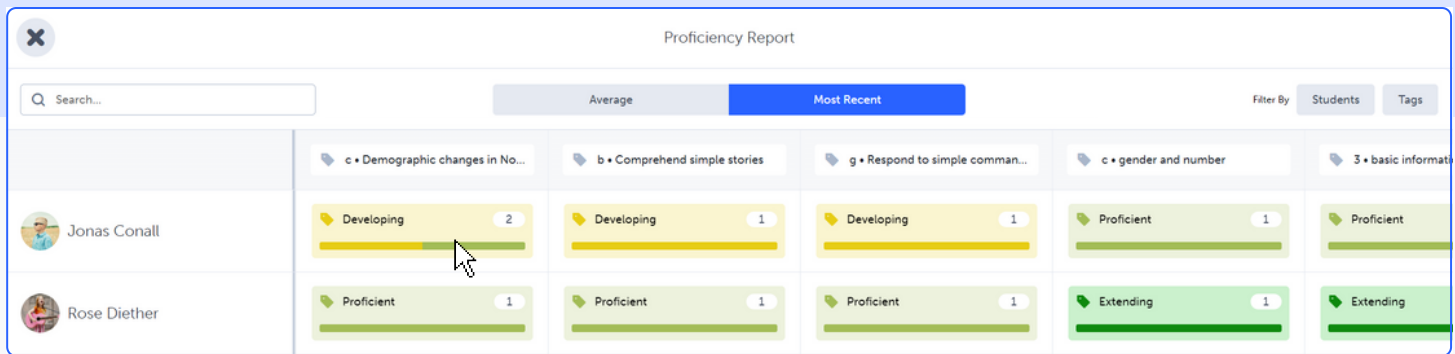 Proficiency Report
Search...
Average
Most Recent
Filter By
Students
Tags
c • Demographic changes in No...
b • Comprehend simple stories
g • Respond to simple comman...
c • gender and number
3 • basic informati
Jonas Conall
Developing 2
Developing 1
Developing 1
Proficient 1
Proficient
Rose Diether
Proficient 1
Proficient 1
Proficient 1
Extending 1
Extending